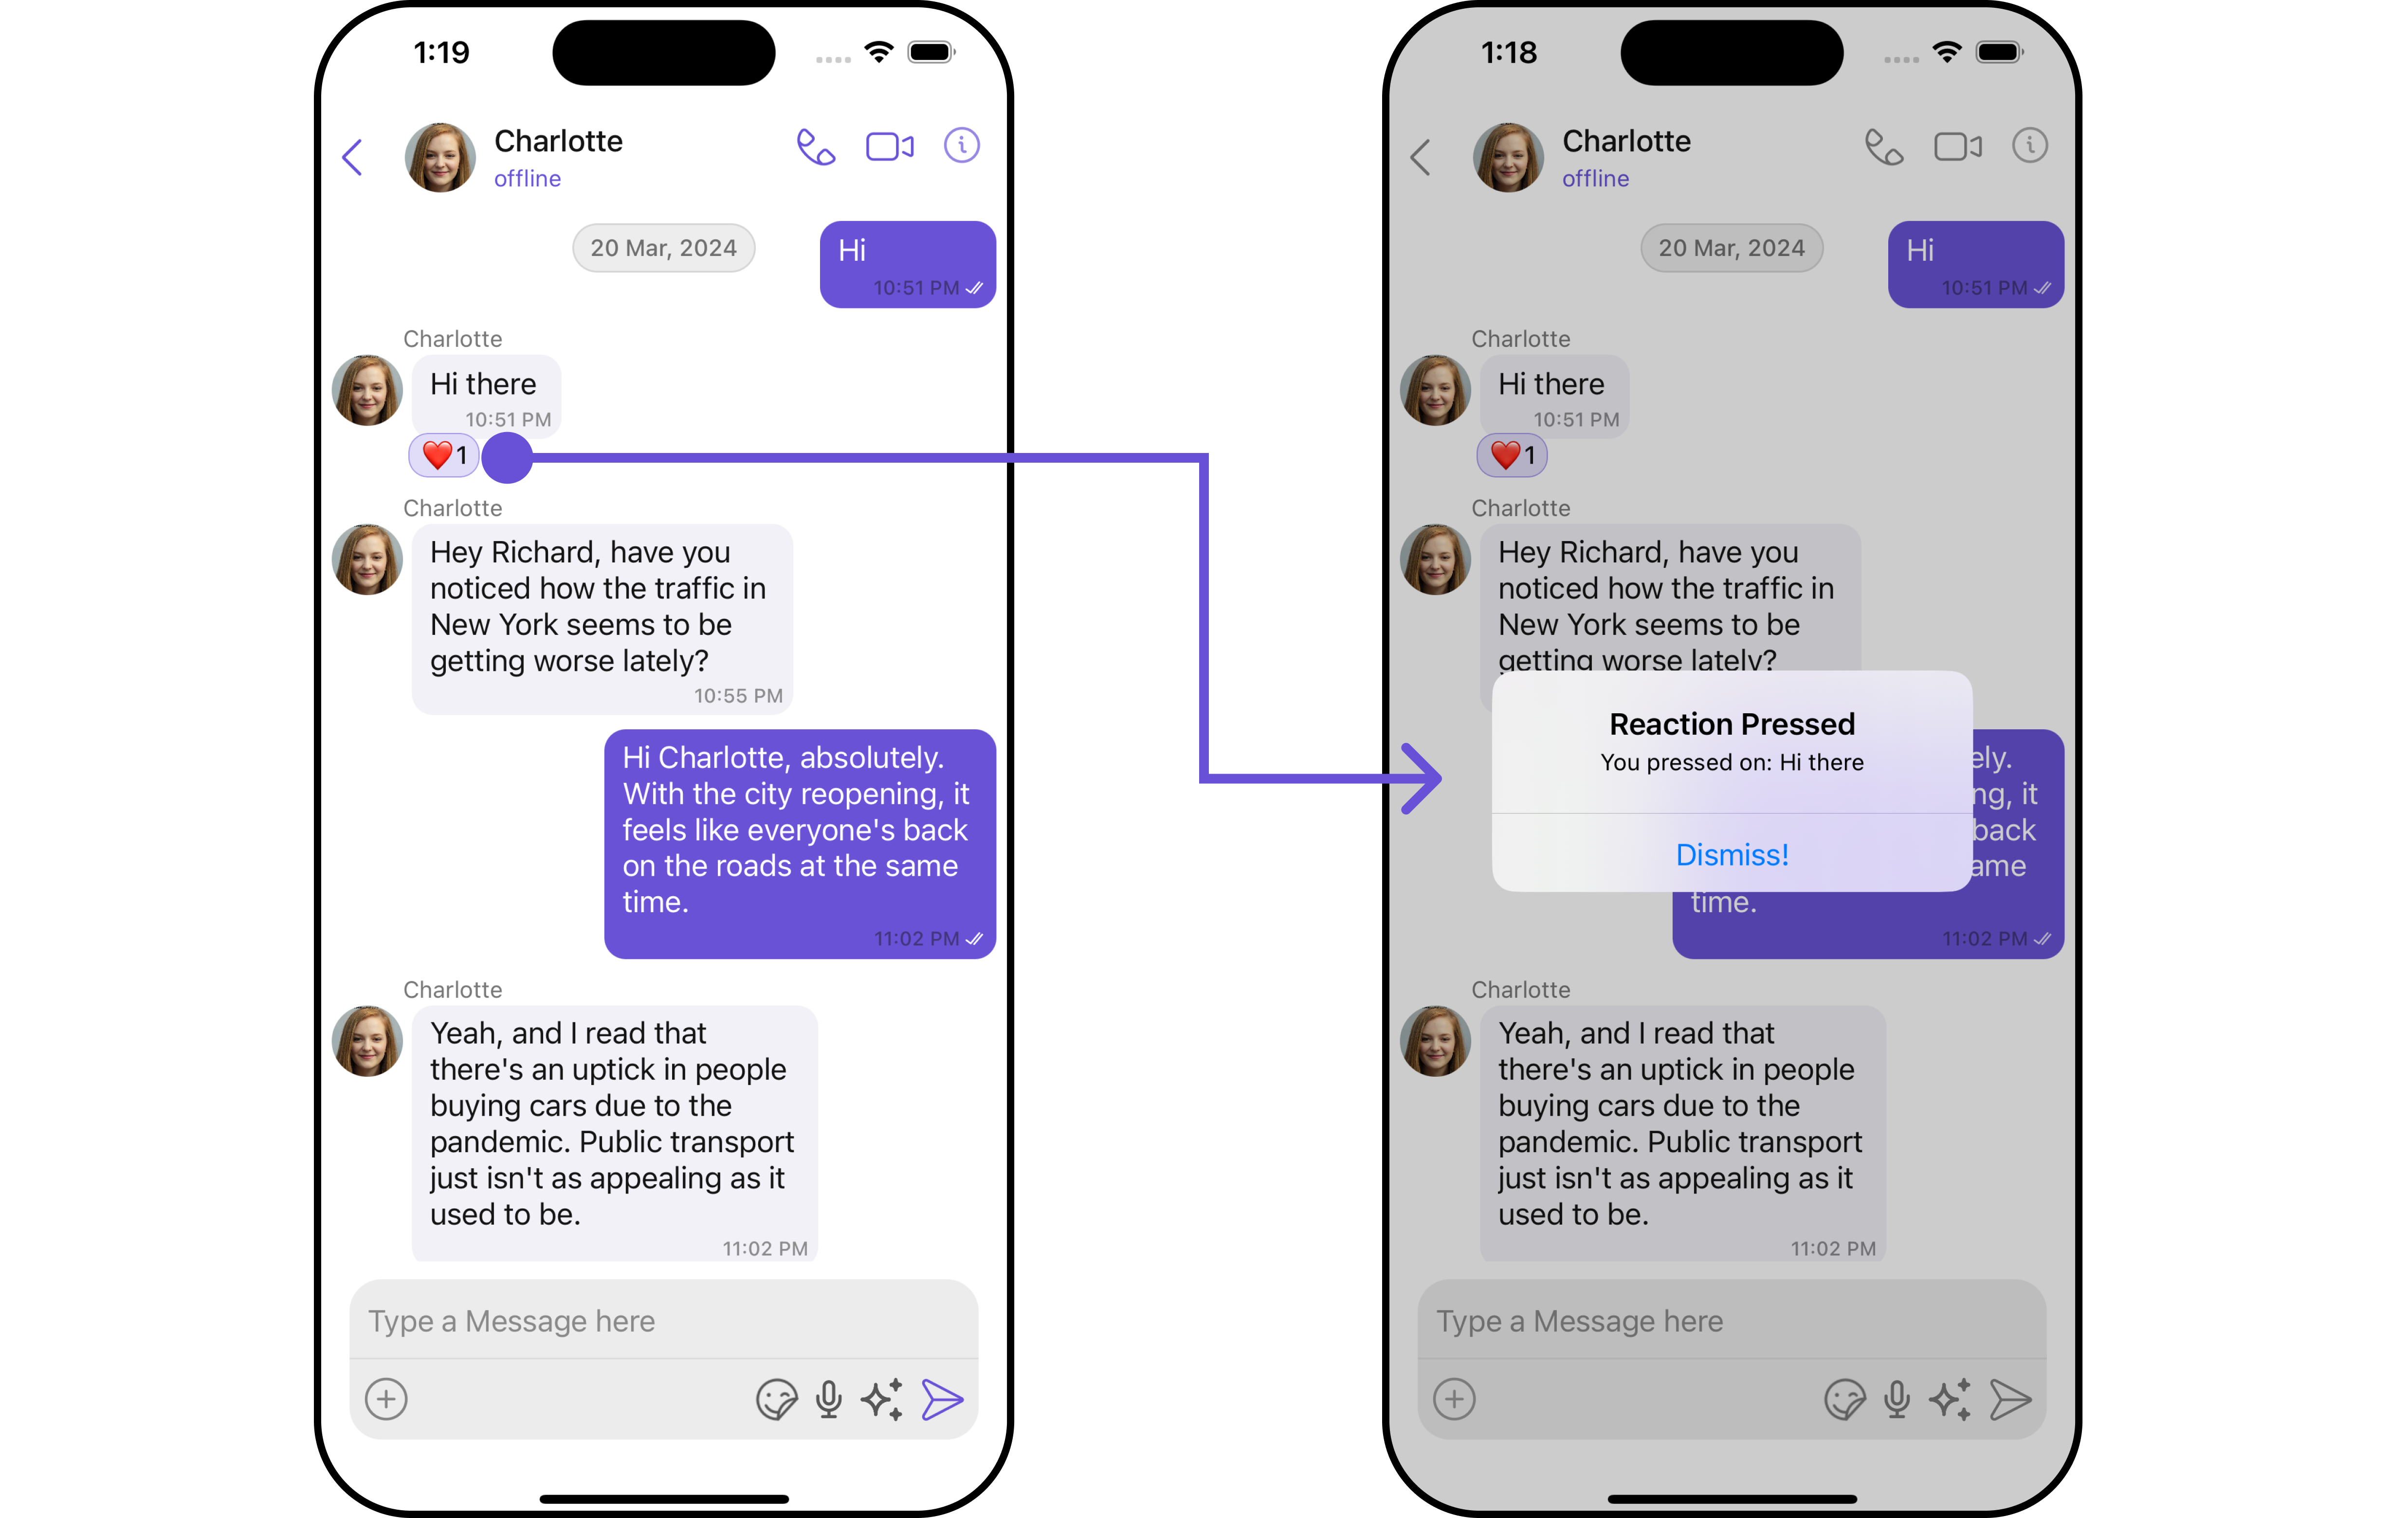 1:19
Charlotte
offline
20 Mar, 2024
Hi
10:51 PM
Charlotte
Hi there
10:51 PM
1
Charlotte
Hey Richard, have you
noticed how the traffic in
New York seems to be
getting worse lately?
10:55 PM
Hi Charlotte, absolutely.
With the city reopening, it
feels like everyone's back
on the roads at the same
time.
11:02 PM
Charlotte
Yeah, and I read that
there's an uptick in people
buying cars due to the
pandemic. Public transport
just isn't as appealing as it
used to be.
11:02 PM
Type a Message here
1:18
Charlotte
offline
20 Mar, 2024
Hi
10:51 PM
Charlotte
Hi there
10:51 PM
1
Charlotte
Hey Richard, have you
noticed how the traffic in
New York seems to be
getting worse lately?
Reaction Pressed
You pressed on: Hi there
Dismiss!
ely.
ng, it
back
ame
time.
11:02 PM
Charlotte
Yeah, and I read that
there's an uptick in people
buying cars due to the
pandemic. Public transport
just isn't as appealing as it
used to be.
11:02 PM
Type a Message here